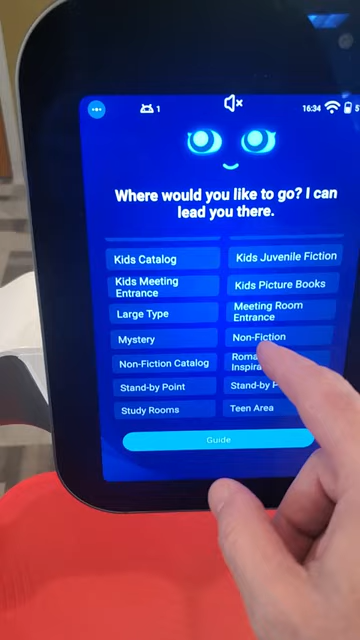 1
16:34
Where would you like to go? I can
lead you there.
Kids Catalog
Kids Juvenile Fiction
Kids Meeting
Entrance
Kids Picture Books
Large Type
Meeting Room
Entrance
Mystery
Non-Fiction
Non-Fiction Catalog
Stand-by Point
Stand-by
Study Rooms
Teen Area
Guide